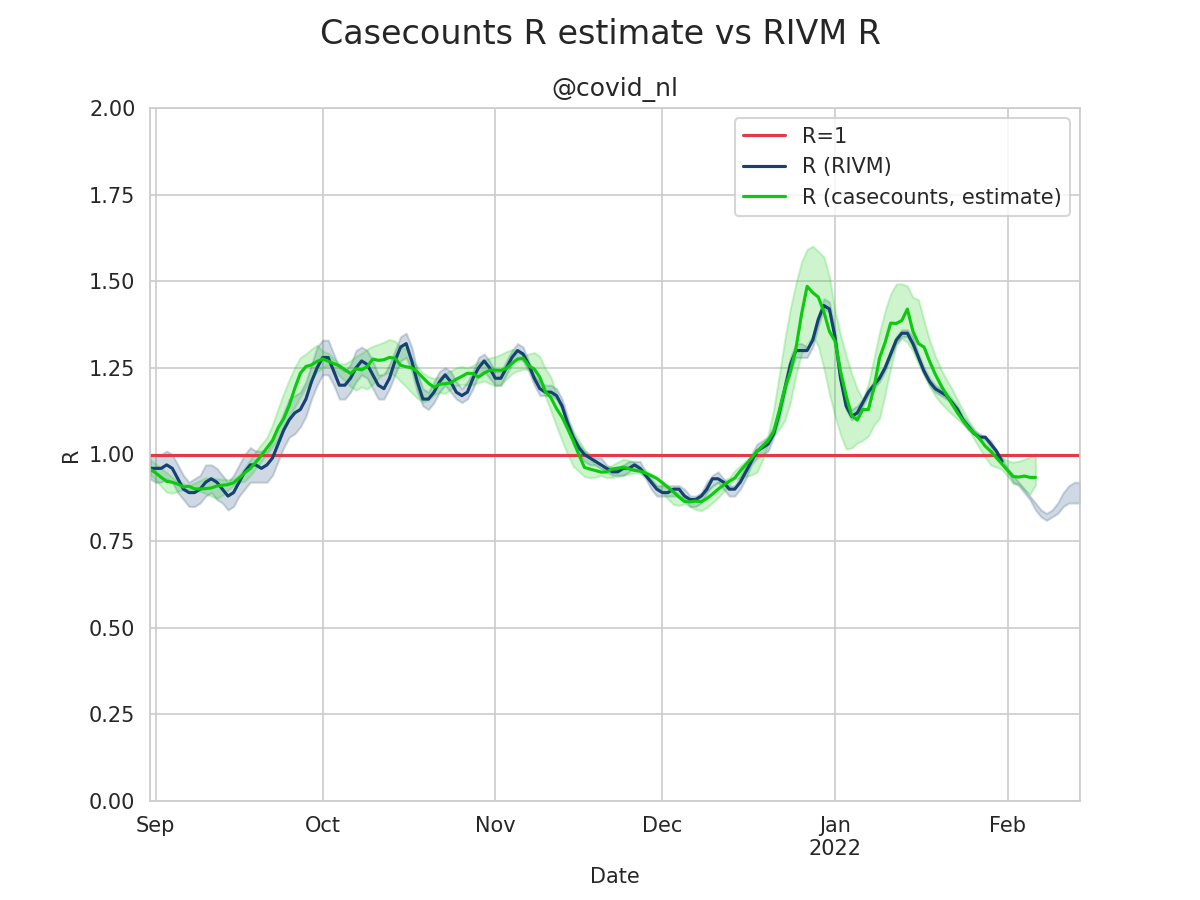 Casecounts R estimate vs RIVM R
@covid_nl
R=1
R (RIVM)
R (casecounts, estimate)
2.00
1.75
1.50
1.25
1.00
0.75
0.50
0.25
0.00
R
Sep Oct Nov Dec Jan Feb
2022
Date